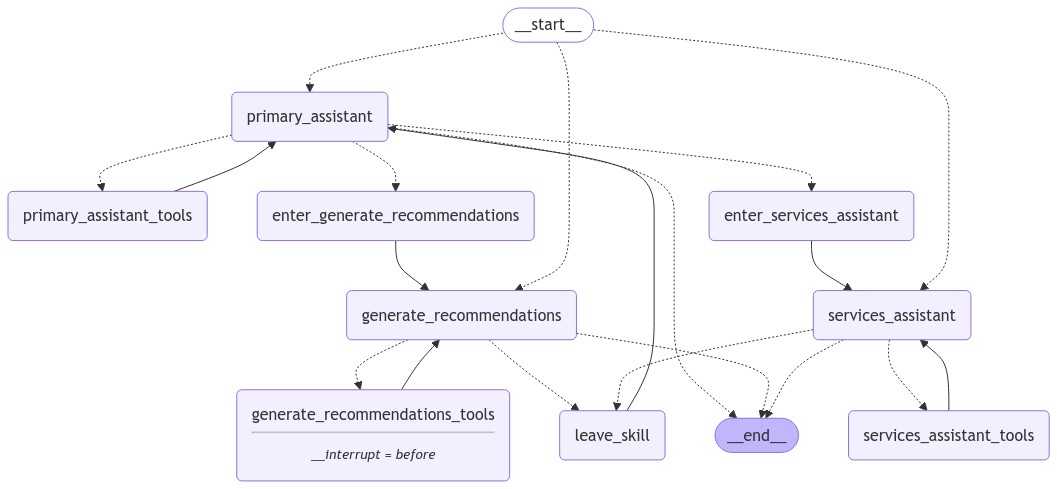 __start__
primary_assistant
primary_assistant_tools
enter_generate_recommendations
enter_services_assistant
generate_recommendations
services_assistant
generate_recommendations_tools
__interrupt = before
leave_skill
__end__
services_assistant_tools